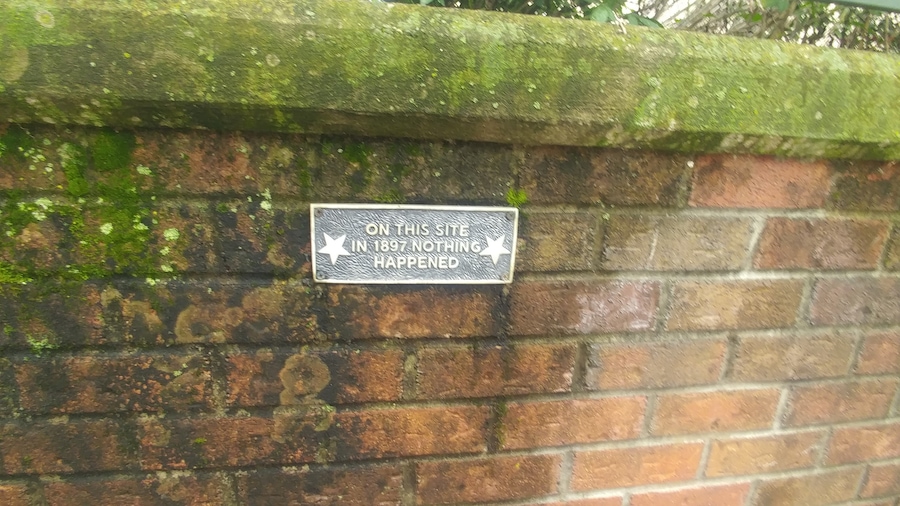 ON THIS SITE
IN 1897 NOTHING
HAPPENED